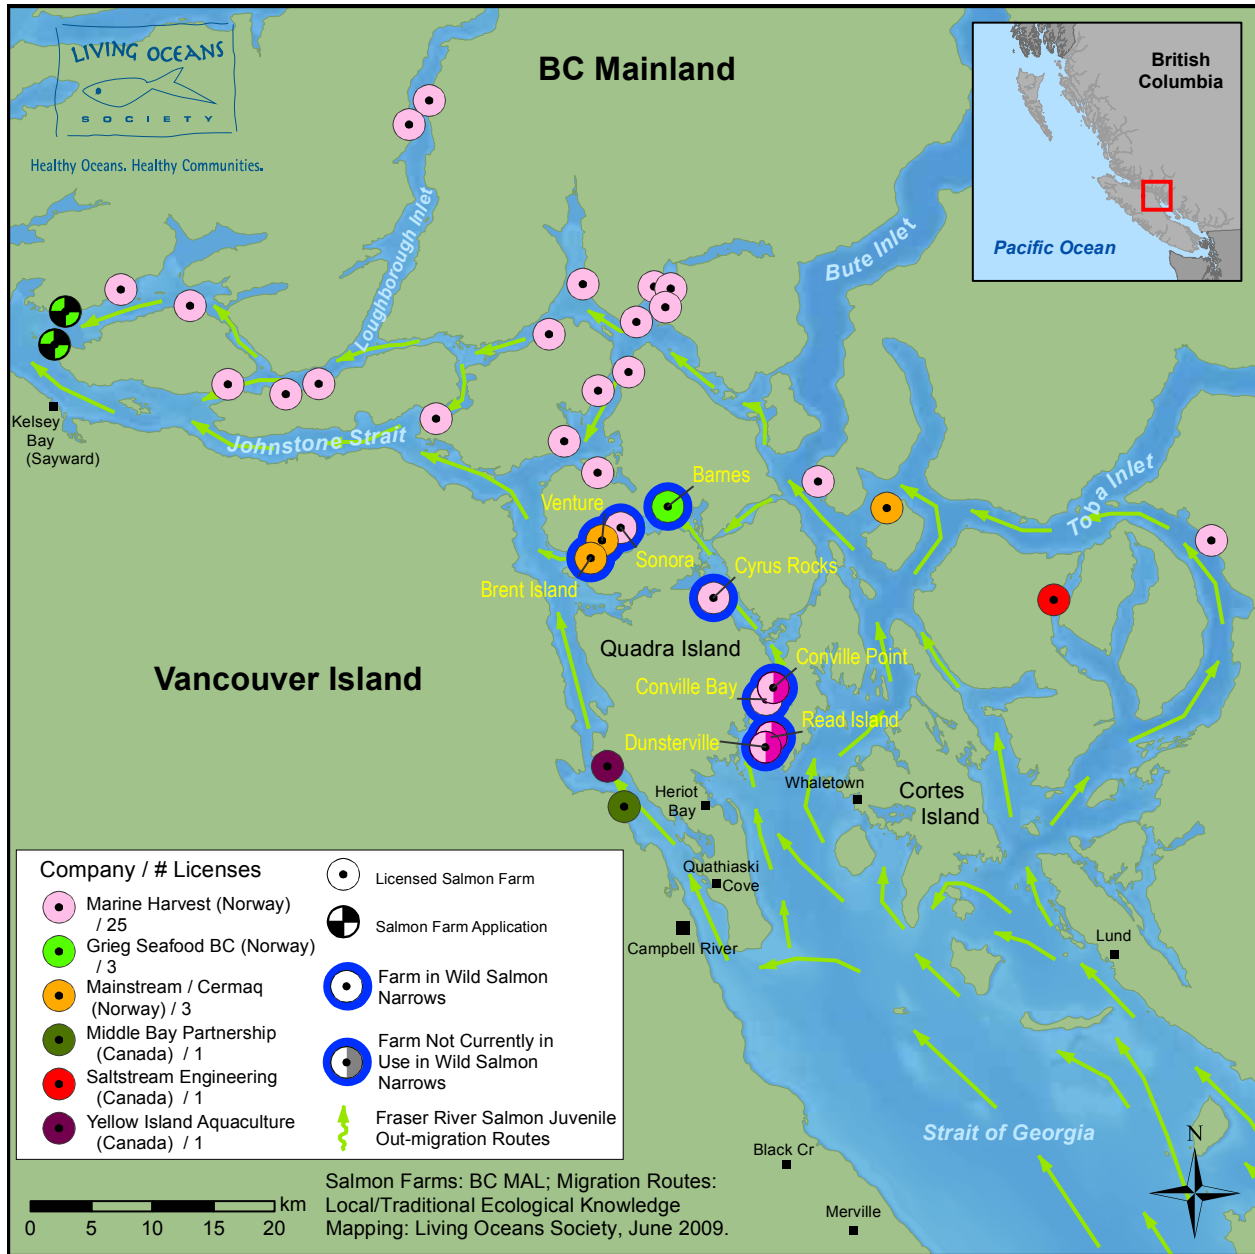 LIVING OCEANS
SOCIETY
Healthy Oceans. Healthy Communities.
BC Mainland
British
Columbia
Pacific Ocean
Loughborough Inlet
Bute Inlet
Kelsey
Bay
(Sayward)
Johnstone Strait
Toba Inlet
Barnes
Venture
Sonora
Brent Island
Cyrus Rocks
Quadra Island
Vancouver Island
Conville Point
Conville Bay
Read Island
Dunsterville
Whaletown
Heriot
Bay
Cortes
Island
Quathiaski
Cove
Campbell River
Lund
Strait of Georgia
Black Cr
Merville
N
Company / # Licenses
Marine Harvest (Norway)
/ 25
Grieg Seafood BC (Norway)
/ 3
Mainstream / Cermaq
(Norway) / 3
Middle Bay Partnership
(Canada) / 1
Saltstream Engineering
(Canada) / 1
Yellow Island Aquaculture
(Canada) / 1
Licensed Salmon Farm
Salmon Farm Application
Farm in Wild Salmon
Narrows
Farm Not Currently in
Use in Wild Salmon
Narrows
Fraser River Salmon Juvenile
Out-migration Routes
km
0 5 10 15 20
Salmon Farms: BC MAL; Migration Routes:
Local/Traditional Ecological Knowledge
Mapping: Living Oceans Society, June 2009.